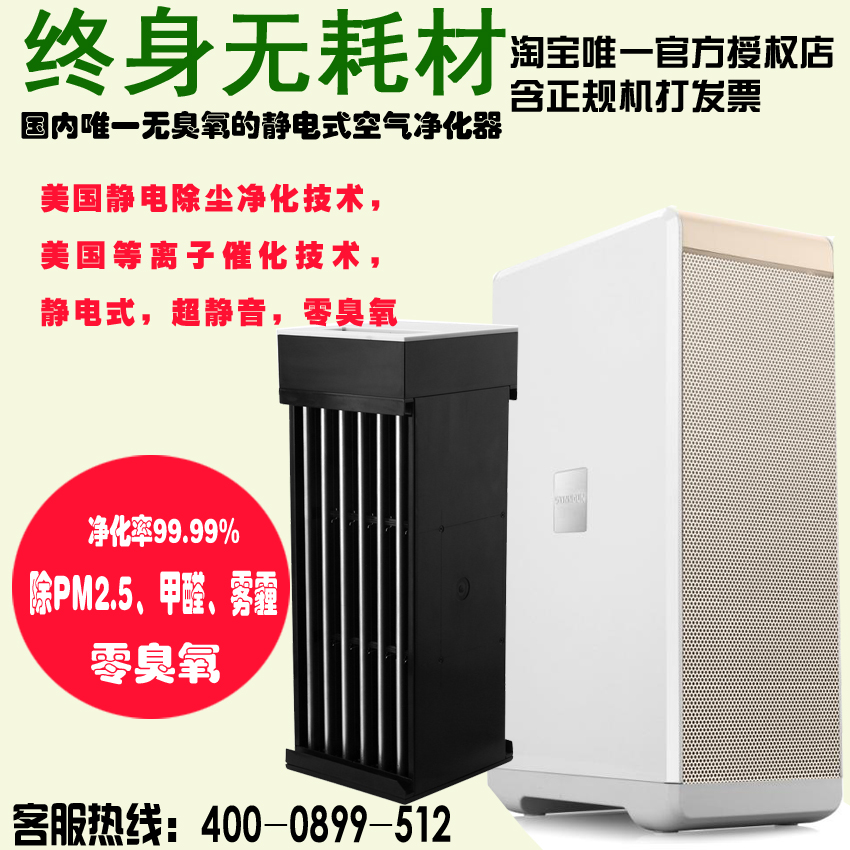 终身无耗材
淘宝唯一官方授权店
含正规机打发票
国内唯一无臭氧的静电式空气净化器
美国静电除尘净化技术，
美国等离子催化技术，
静电式，超静音，零臭氧
净化率99.99%
除PM2.5、甲醛、雾霾
零臭氧
客服热线：400-0899-512